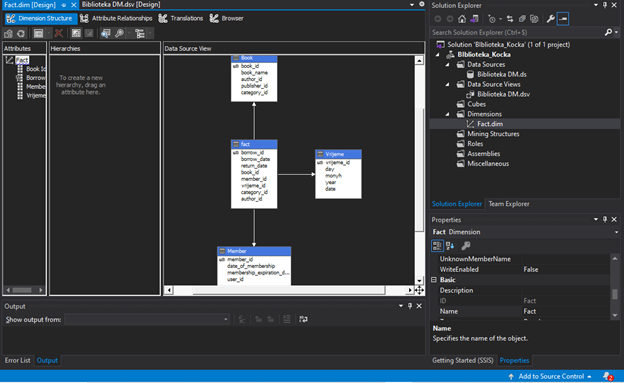 Fact.dim [Design]
Biblioteka DM.dsv [Design]
Dimension Structure
Attribute Relationships
Translations
Browser
Attributes
Hierarchies
Data Source View
Fact
Book Id
Borrow
Member
Vrijeme
To create a new
hierarchy, drag an
attribute here.
Book
book_id
book_name
author_id
publisher_id
category_id
Fact
borrow_id
borrow_date
return_date
book_id
member_id
vrijeme_id
category_id
author_id
Vrijeme
vrijeme_id
day
monyh
year
date
Member
member_id
date_of_membership
membership_expiration_d...
user_id
Output
Show output from:
Error List
Output
Solution Explorer
Search Solution Explorer (Ctrl+Š)
Solution 'Biblioteka_Kocka' (1 of 1 project)
Biblioteka_Kocka
Data Sources
Biblioteka DM.ds
Data Source Views
Biblioteka DM.dsv
Cubes
Dimensions
Fact.dim
Mining Structures
Roles
Assemblies
Miscellaneous
Solution Explorer
Team Explorer
Properties
Fact Dimension
UnknownMemberName
WriteEnabled False
Basic
Description
ID Fact
Name Fact
Name
Specifies the name of the object.
Getting Started (SSIS)
Properties
Add to Source Control
2